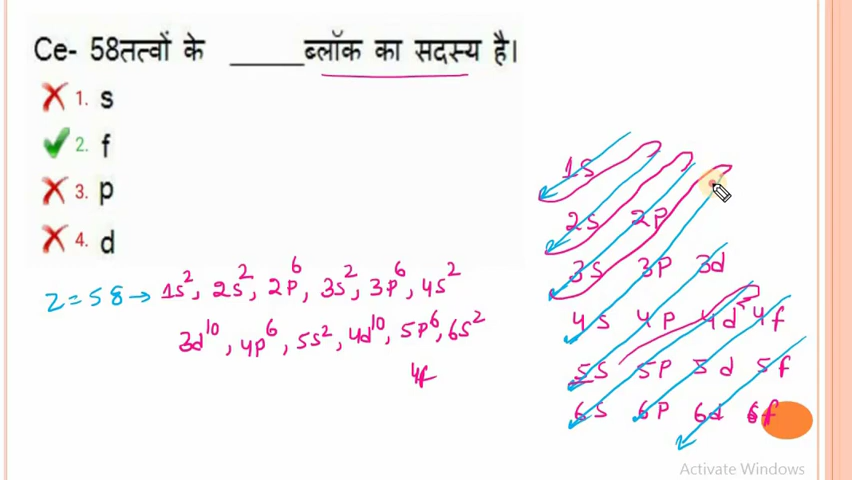 Ce- 58तत्वों के _____ ब्लॉक का सदस्य है।
1. s
2. f
3. p
4. d
Z=58→ 1s², 2s², 2p⁶, 3s², 3p⁶, 4s²
3d¹⁰, 4p⁶, 5s², 4d¹⁰, 5p⁶, 6s²
4f
1s
2s 2p
3s 3p 3d
4s 4p 4d 4f
5s 5p 5d 5f
6s 6p 6d 6f
Activate Windows